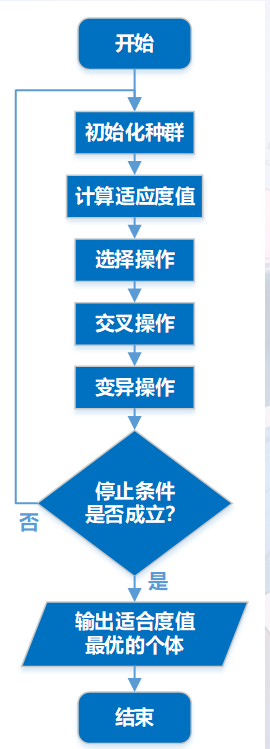 开始
初始化种群
计算适应度值
选择操作
交叉操作
变异操作
停止条件
是否成立?
否
是
输出适合度值
最优的个体
结束